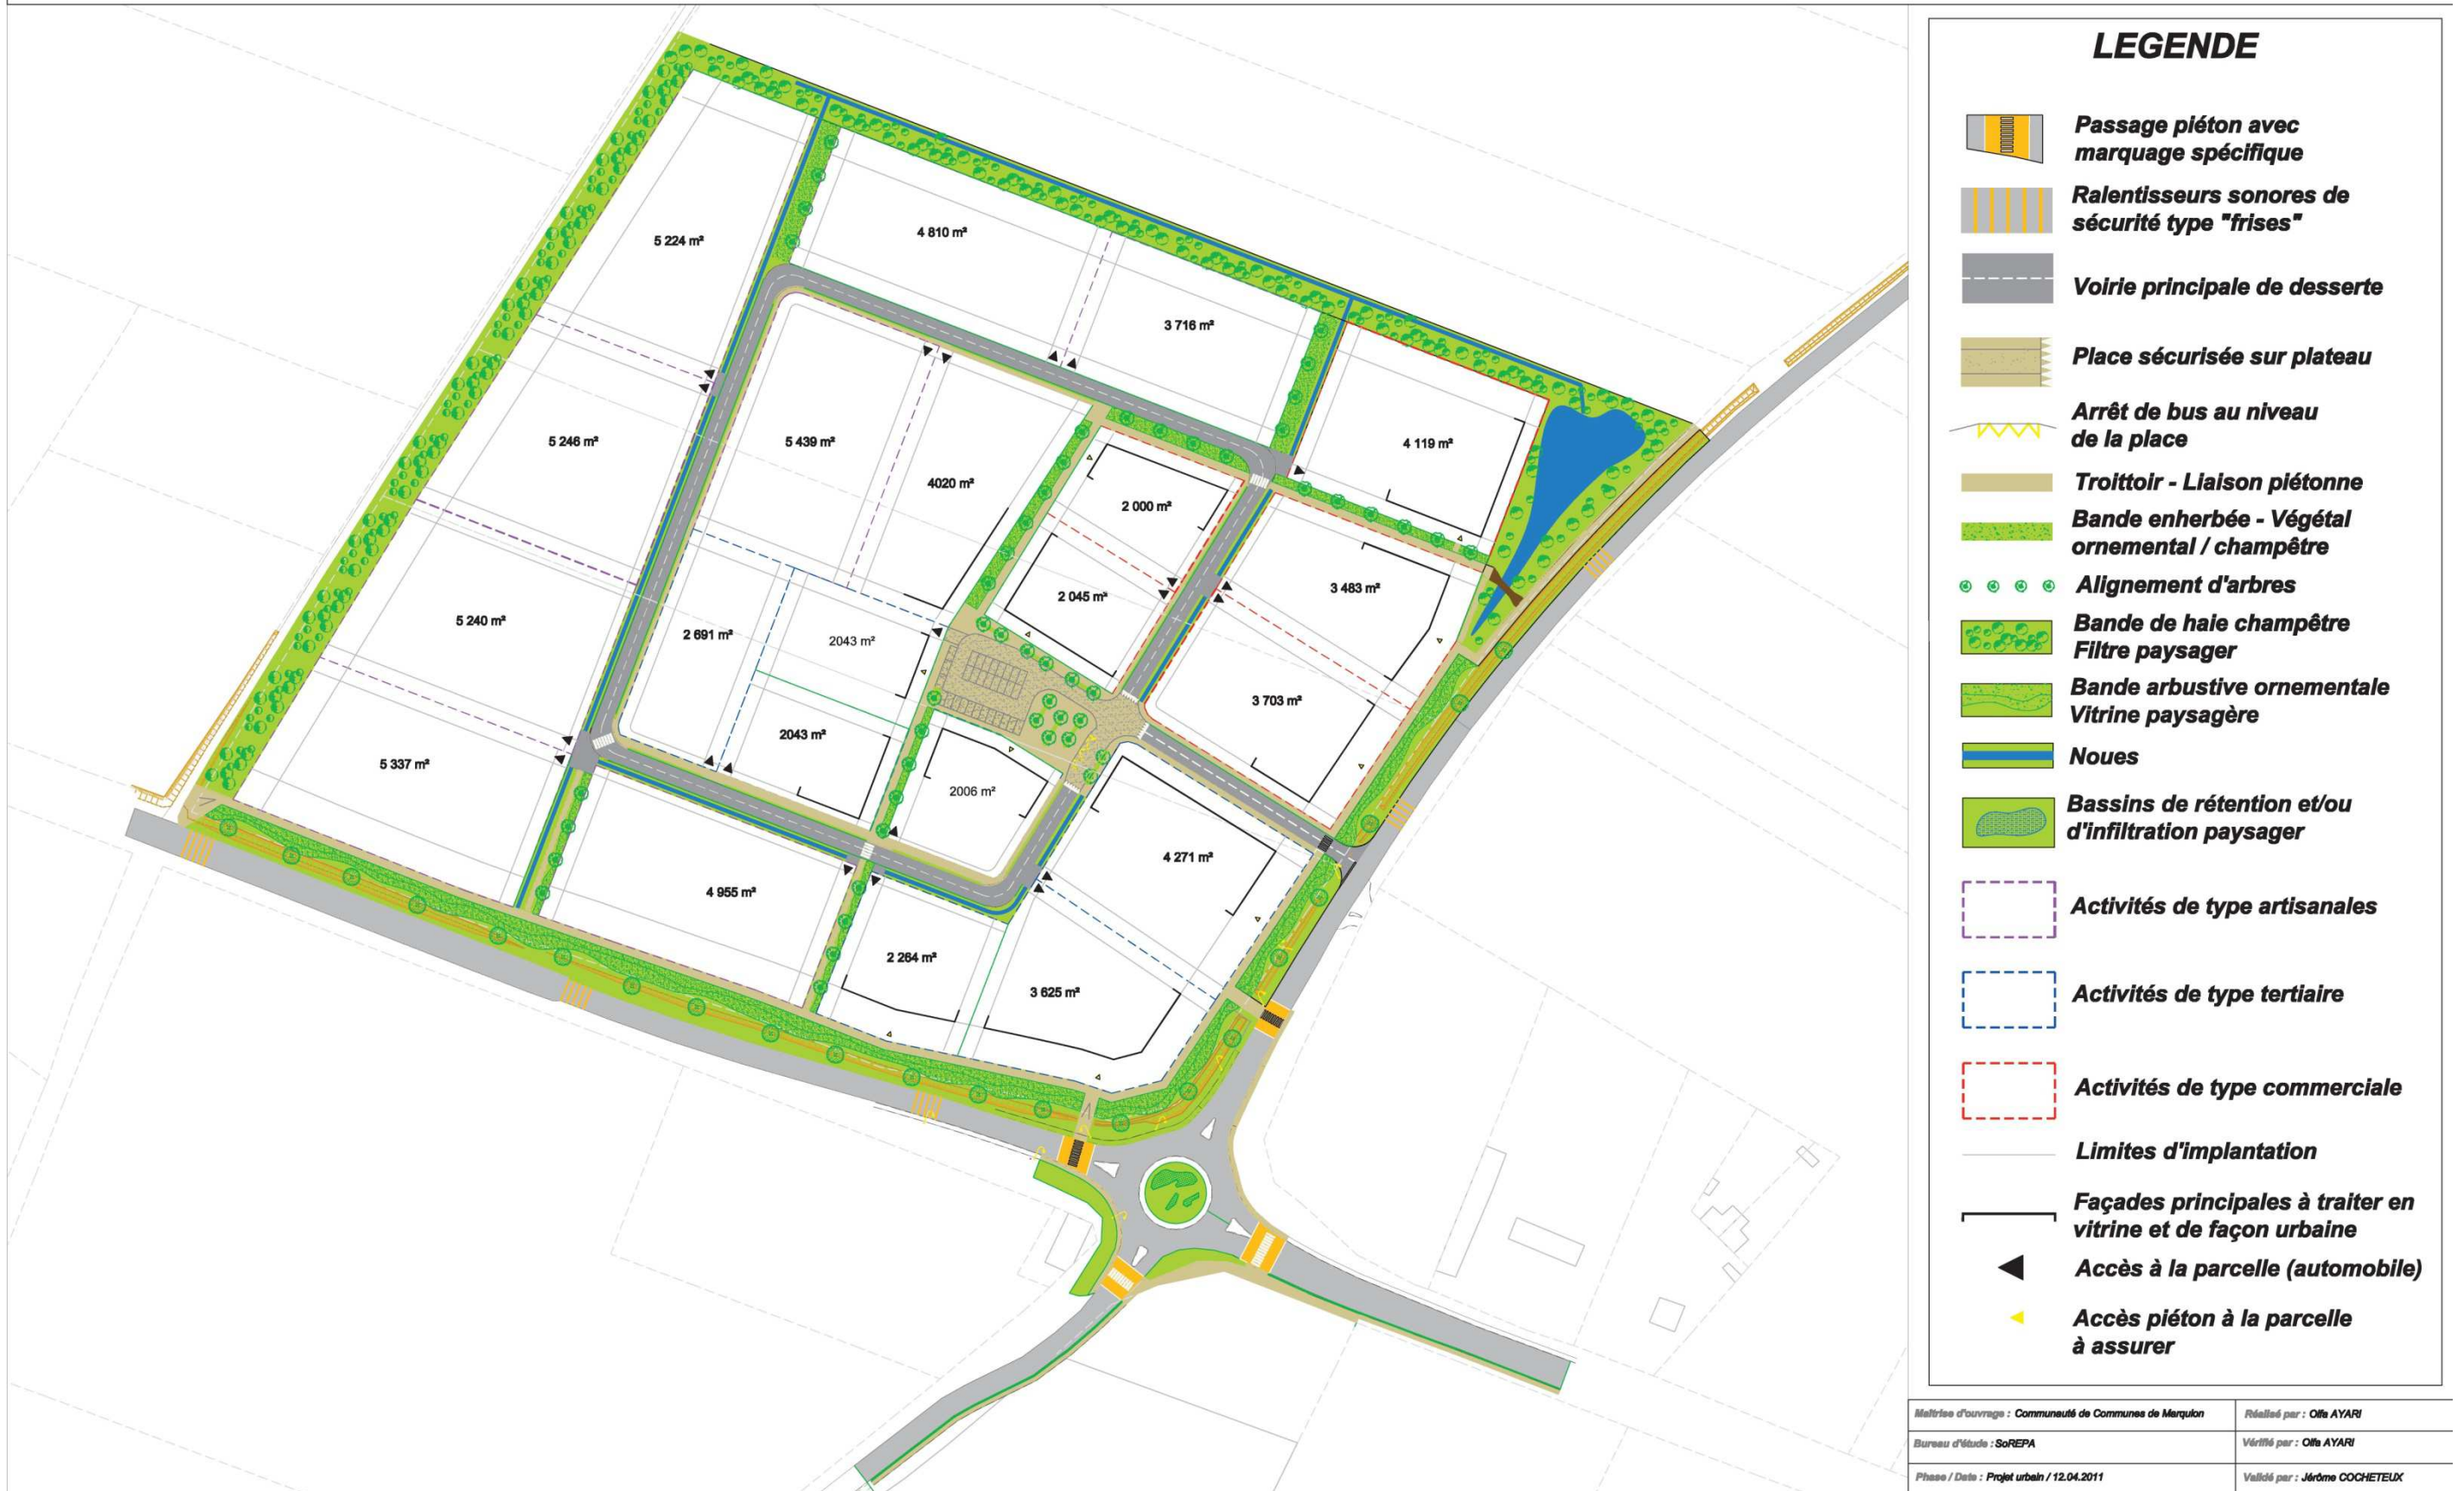 5 224 m²
4 810 m²
3 716 m²
4 119 m²
5 246 m²
5 439 m²
4020 m²
2 000 m²
2 045 m²
3 483 m²
5 240 m²
2 691 m²
2043 m²
3 703 m²
2043 m²
5 337 m²
2006 m²
4 271 m²
4 955 m²
2 264 m²
3 625 m²
LEGENDE
Passage piéton avec
marquage spécifique
Ralentisseurs sonores de
sécurité type "frises"
Voirie principale de desserte
Place sécurisée sur plateau
Arrêt de bus au niveau
de la place
Troittoir - Liaison piétonne
Bande enherbée - Végétal
ornemental / champêtre
Alignement d'arbres
Bande de haie champêtre
Filtre paysager
Bande arbustive ornementale
Vitrine paysagère
Noues
Bassins de rétention et/ou
d'infiltration paysager
Activités de type artisanales
Activités de type tertiaire
Activités de type commerciale
Limites d'implantation
Façades principales à traiter en
vitrine et de façon urbaine
Accès à la parcelle (automobile)
Accès piéton à la parcelle
à assurer
Maîtrise d'ouvrage : Communauté de Communes de Marquion
Réalisé par : Olfa AYARI
Bureau d'étude : SoREPA
Vérifié par : Olfa AYARI
Phase / Date : Projet urbain / 12.04.2011
Validé par : Jérôme COCHETEUX